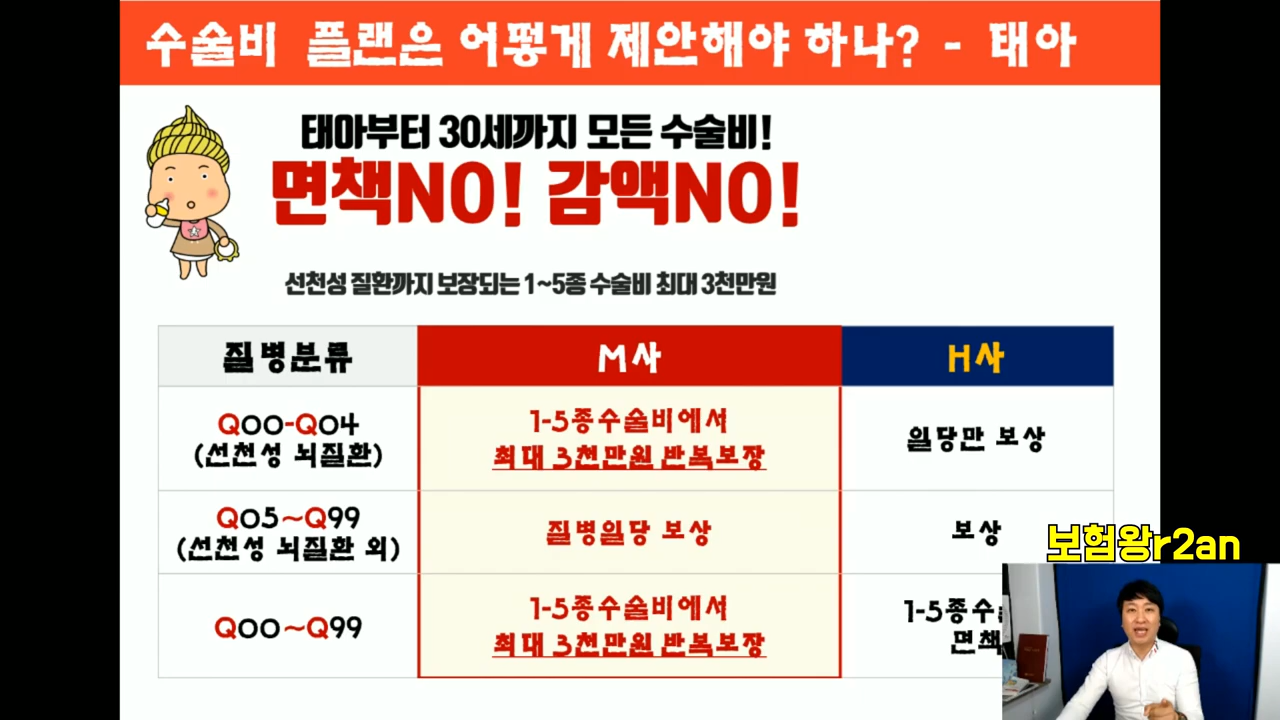 수술비 플랜은 어떻게 제안해야 하나? - 태아
태아부터 30세까지 모든 수술비!
면책NO! 감액NO!
선천성 질환까지 보장되는 1~5종 수술비 최대 3천만원
질병분류
M사
H사
Q00-Q04
(선천성 뇌질환)
1-5종수술비에서
최대 3천만원 반복보장
일당만 보상
Q05~Q99
(선천성 뇌질환 외)
질병일당 보상
보상
Q00~Q99
1-5종수술비에서
최대 3천만원 반복보장
1-5종수
면책
보험왕r2an